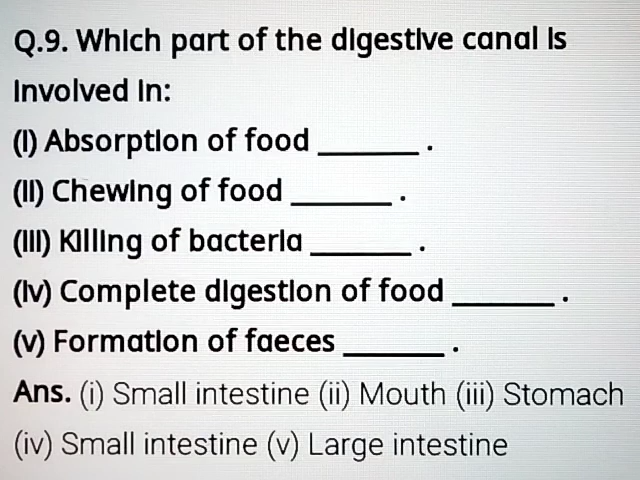 Q.9. Which part of the digestive canal is
involved in:
(i) Absorption of food ______ .
(ii) Chewing of food ______ .
(iii) Killing of bacteria ______ .
(iv) Complete digestion of food ______ .
(v) Formation of faeces ______ .
Ans. (i) Small intestine (ii) Mouth (iii) Stomach
(iv) Small intestine (v) Large intestine